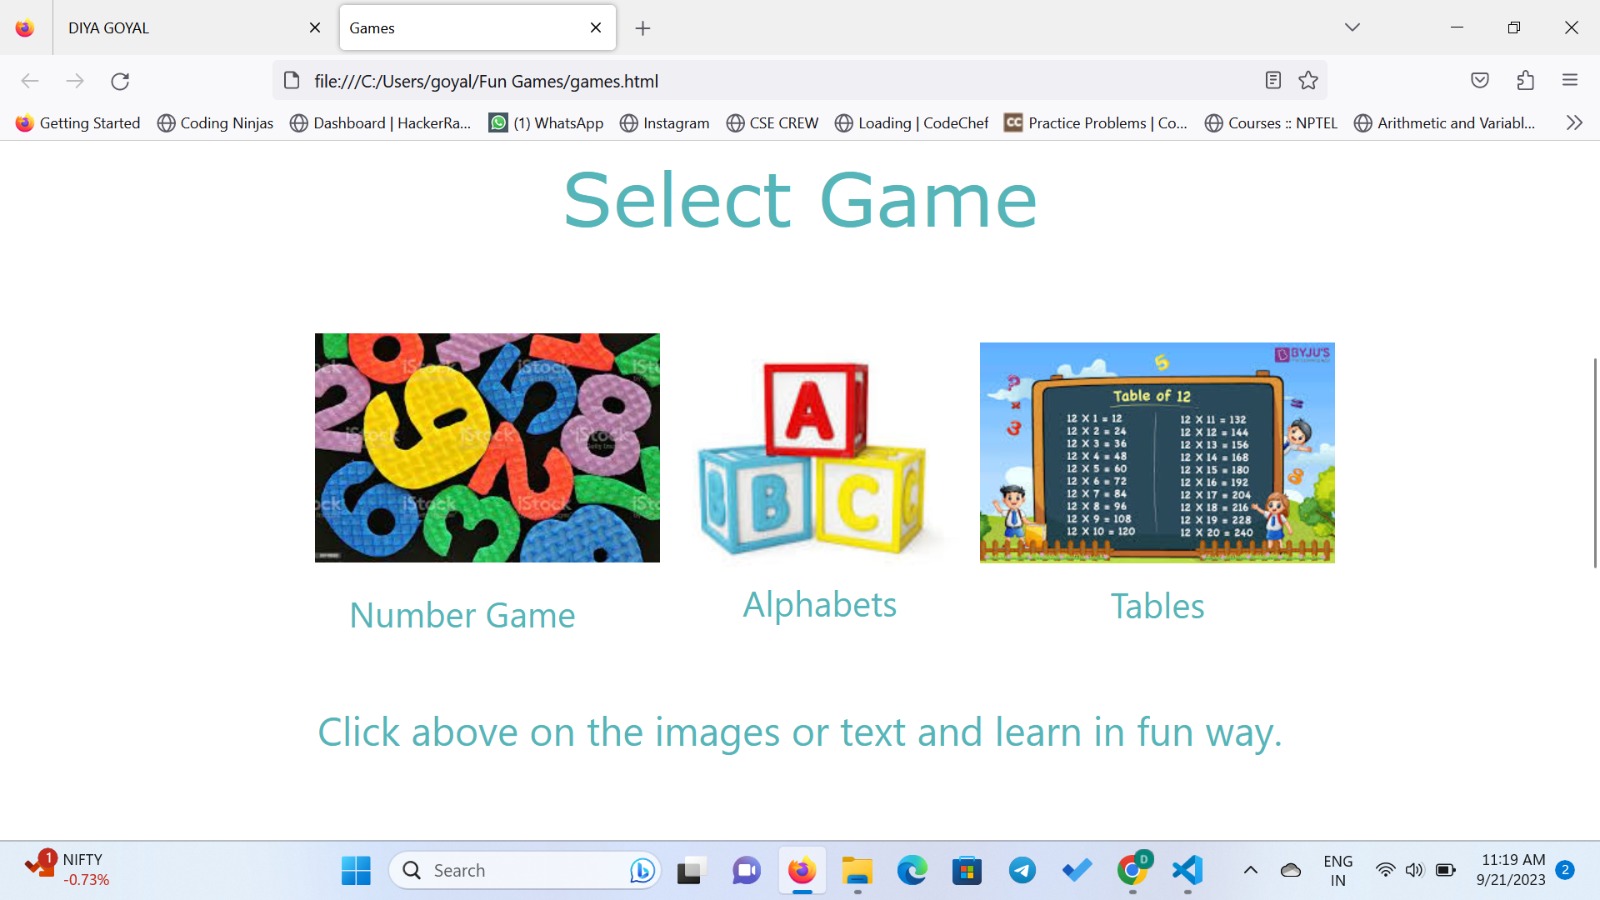 DIYA GOYAL
Games
file:///C:/Users/goyal/Fun Games/games.html
Getting Started
Coding Ninjas
Dashboard | HackerRa...
(1) WhatsApp
Instagram
CSE CREW
Loading | CodeChef
CC
Practice Problems | Co...
Courses :: NPTEL
Arithmetic and Variabl...
Select Game
iStock
iStock
iStock
iStock
iStock
iStock
A
B
B
C
C
BYJU'S
Table of 12
12 X 1 = 12
12 X 2 = 24
12 X 3 = 36
12 X 4 = 48
12 X 5 = 60
12 X 6 = 72
12 X 7 = 84
12 X 8 = 96
12 X 9 = 108
12 X 10 = 120
12 X 11 = 132
12 X 12 = 144
12 X 13 = 156
12 X 14 = 168
12 X 15 = 180
12 X 16 = 192
12 X 17 = 204
12 X 18 = 216
12 X 19 = 228
12 X 20 = 240
Number Game
Alphabets
Tables
Click above on the images or text and learn in fun way.
1
NIFTY
-0.73%
Search
D
ENG
IN
11:19 AM
9/21/2023
2